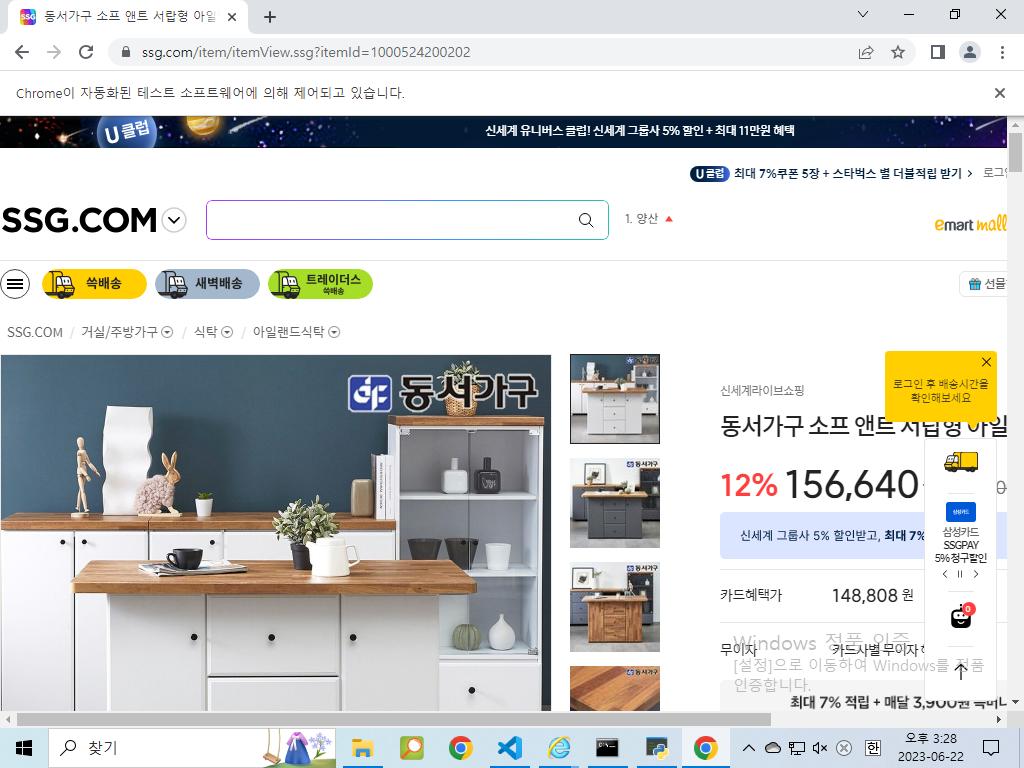 동서가구 소프 앤트 서랍형 아일
Chrome이 자동화된 테스트 소프트웨어에 의해 제어되고 있습니다.
ssg.com/item/itemView.ssg?itemId=1000524200202
U 클럽
신세계 유니버스 클럽! 신세계 그룹사 5% 할인 + 최대 11만원 혜택
U 클럽 최대 7%쿠폰 5장 + 스타벅스 별 더블적립 받기 >
SSG.COM
1. 양산
emart mall
쓱배송
새벽배송
트레이더스
쓱배송
선물
SSG.COM / 거실/주방가구 / 식탁 / 아일랜드식탁
동서가구
로그인 후 배송시간을
확인해보세요
신세계라이브쇼핑
동서가구 소프 앤트 서랍형 아일
12% 156,640
신세계 그룹사 5% 할인받고, 최대 7%
삼성카드
삼성카드
SSGPAY
5% 청구할인
카드혜택가 148,808 원
0
무이자 카드사별 무이자
Windows 정품 인증
[설정]으로 이동하여 Windows를 정품
인증합니다.
최대 7% 적립 + 매달 3,900원
찾기
한
오후 3:28
2023-06-22